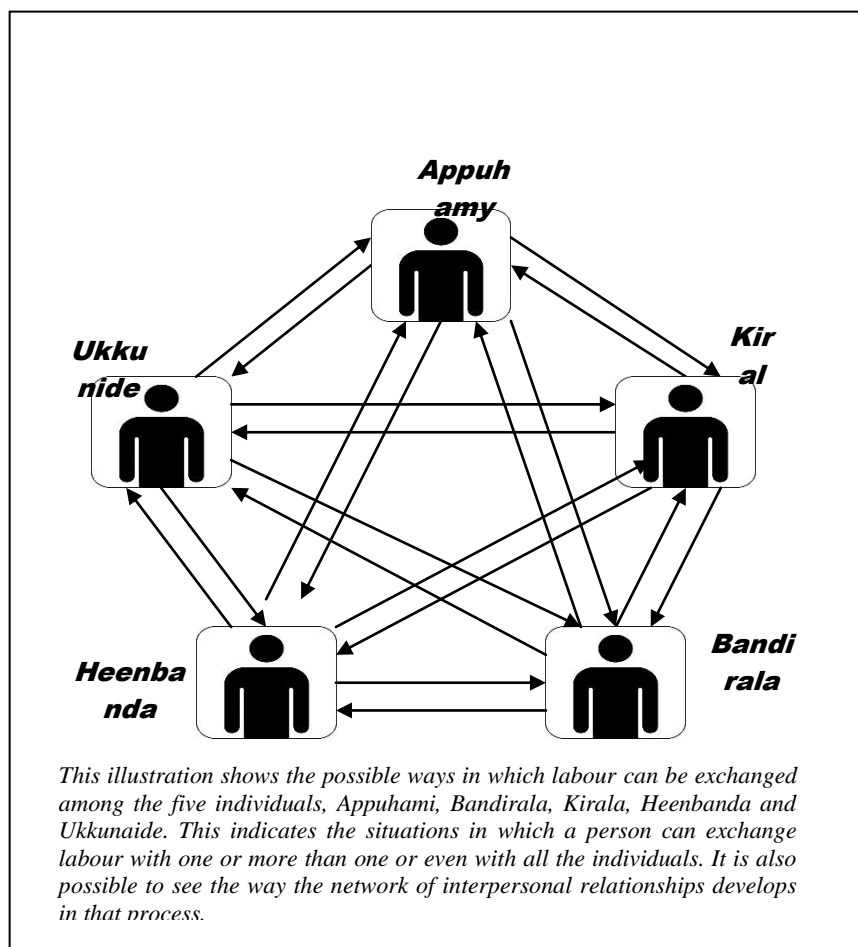 Appuh
amy
Ukku
nide
Kir
al
Heenba
nda
Bandi
rala
This illustration shows the possible ways in which labour can be exchanged
among the five individuals, Appuhami, Bandirala, Kirala, Heenbanda and
Ukkunaide. This indicates the situations in which a person can exchange
labour with one or more than one or even with all the individuals. It is also
possible to see the way the network of interpersonal relationships develops
in that process.